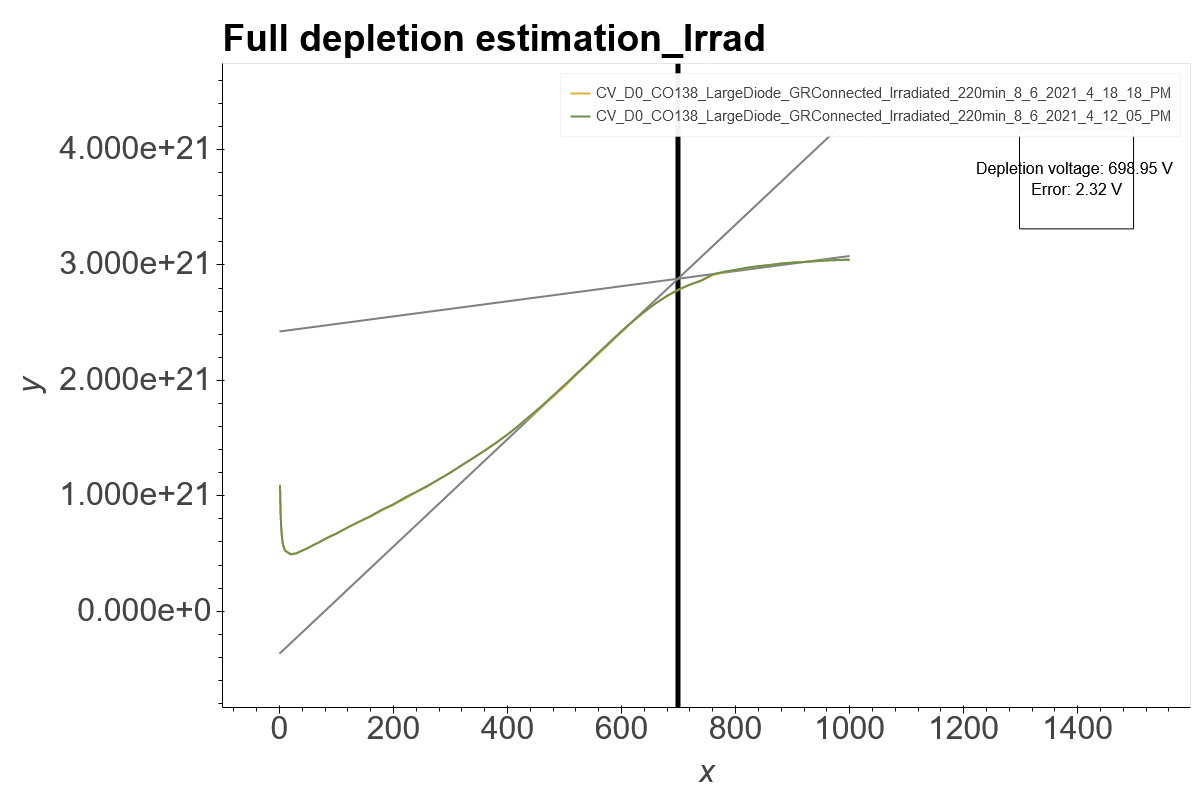 Full depletion estimation_Irrad
CV_D0_CO138_LargeDiode_GRConnected_Irradiated_220min_8_6_2021_4_18_18_PM
CV_D0_CO138_LargeDiode_GRConnected_Irradiated_220min_8_6_2021_4_12_05_PM
Depletion voltage: 698.95 V
Error: 2.32 V
4.000e+21
3.000e+21
2.000e+21
1.000e+21
0.000e+0
y
0 200 400 600 800 1000 1200 1400
x